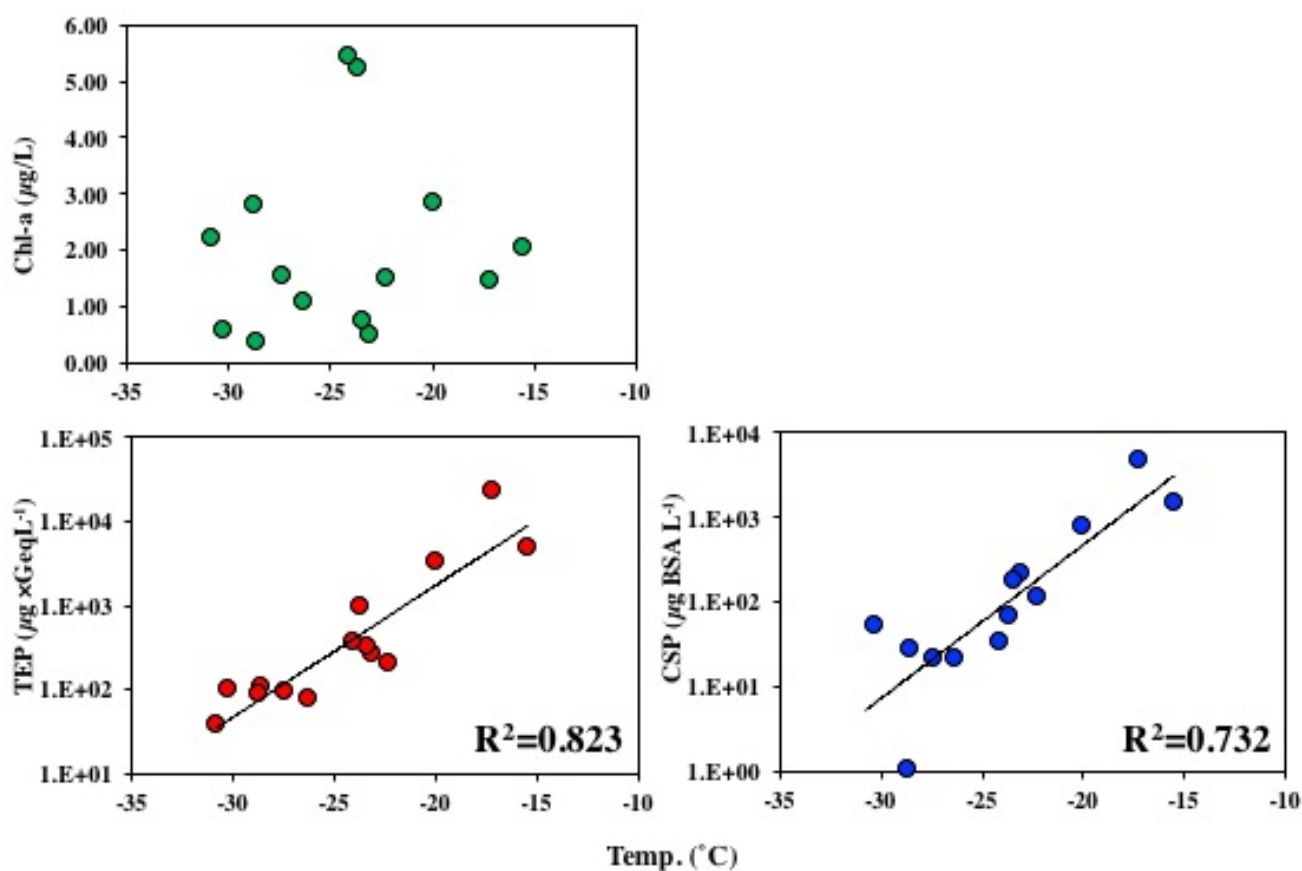 6.00
5.00
4.00
3.00
2.00
1.00
0.00
Chl-a (µg/L)
-35 -30 -25 -20 -15 -10
1.E+05
1.E+04
1.E+03
1.E+02
1.E+01
TEP (µg ×GeqL⁻¹)
R²=0.823
-35 -30 -25 -20 -15 -10
1.E+04
1.E+03
1.E+02
1.E+01
1.E+00
CSP (µg BSA L⁻¹)
R²=0.732
-35 -30 -25 -20 -15 -10
Temp. (˚C)